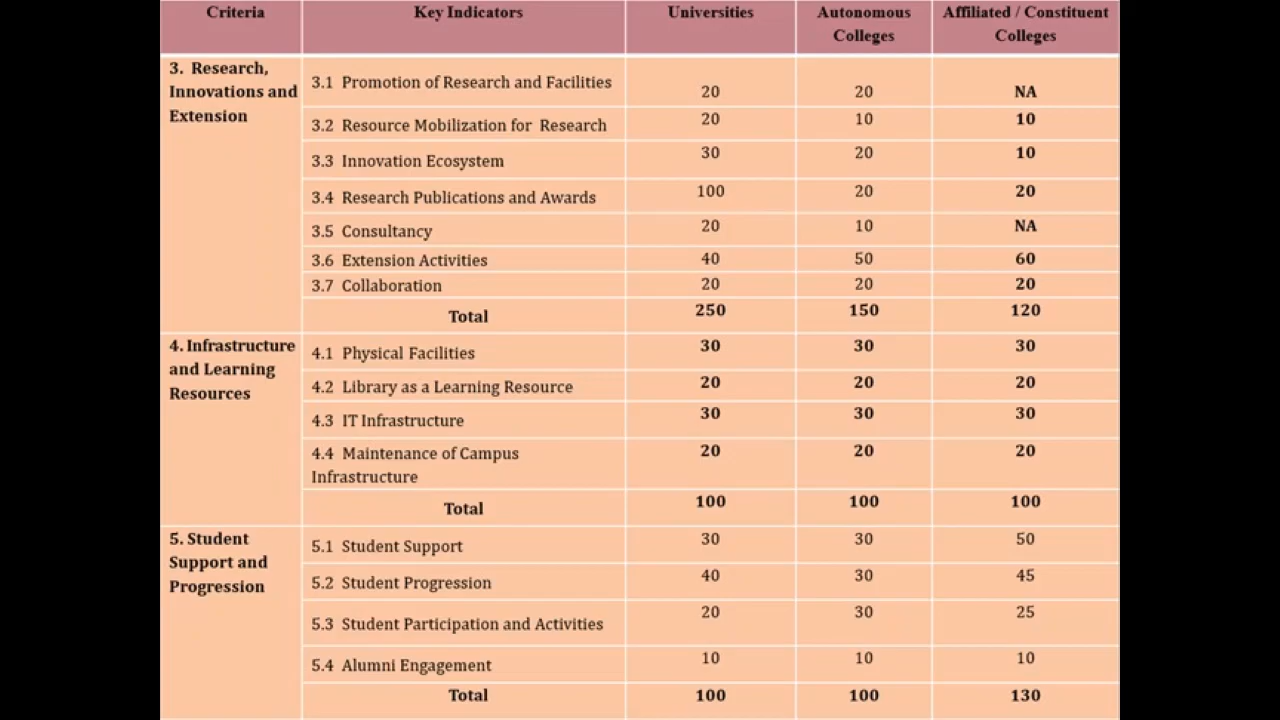 Criteria Key Indicators Universities Autonomous Colleges Affiliated / Constituent Colleges
3. Research, Innovations and Extension
3.1 Promotion of Research and Facilities 20 20 NA
3.2 Resource Mobilization for Research 20 10 10
3.3 Innovation Ecosystem 30 20 10
3.4 Research Publications and Awards 100 20 20
3.5 Consultancy 20 10 NA
3.6 Extension Activities 40 50 60
3.7 Collaboration 20 20 20
Total 250 150 120
4. Infrastructure and Learning Resources
4.1 Physical Facilities 30 30 30
4.2 Library as a Learning Resource 20 20 20
4.3 IT Infrastructure 30 30 30
4.4 Maintenance of Campus Infrastructure 20 20 20
Total 100 100 100
5. Student Support and Progression
5.1 Student Support 30 30 50
5.2 Student Progression 40 30 45
5.3 Student Participation and Activities 20 30 25
5.4 Alumni Engagement 10 10 10
Total 100 100 130